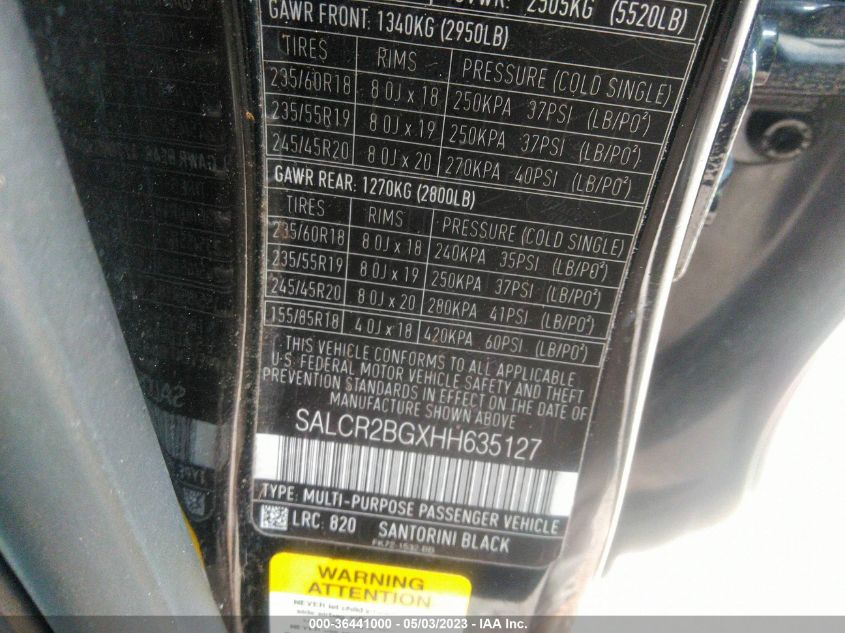 GVWR: 2505KG (5520LB)
GAWR FRONT: 1340KG (2950LB)
TIRES RIMS PRESSURE (COLD SINGLE)
235/60R18 8.0J x 18 250KPA 37PSI (LB/PO²)
235/55R19 8.0J x 19 250KPA 37PSI (LB/PO²)
245/45R20 8.0J x 20 270KPA 40PSI (LB/PO²)
GAWR REAR: 1270KG (2800LB)
TIRES RIMS PRESSURE (COLD SINGLE)
235/60R18 8.0J x 18 240KPA 35PSI (LB/PO²)
235/55R19 8.0J x 19 250KPA 37PSI (LB/PO²)
245/45R20 8.0J x 20 280KPA 41PSI (LB/PO²)
155/85R18 4.0J x 18 420KPA 60PSI (LB/PO²)
THIS VEHICLE CONFORMS TO ALL APPLICABLE
U.S. FEDERAL MOTOR VEHICLE SAFETY AND THEFT
PREVENTION STANDARDS IN EFFECT ON THE DATE OF
MANUFACTURE SHOWN ABOVE
SALCR2BGXHH635127
TYPE: MULTI-PURPOSE PASSENGER VEHICLE
LRC: 820 SANTORINI BLACK
WARNING
ATTENTION
NEVER let child
000-36441000 - 05/03/2023 - IAA Inc.